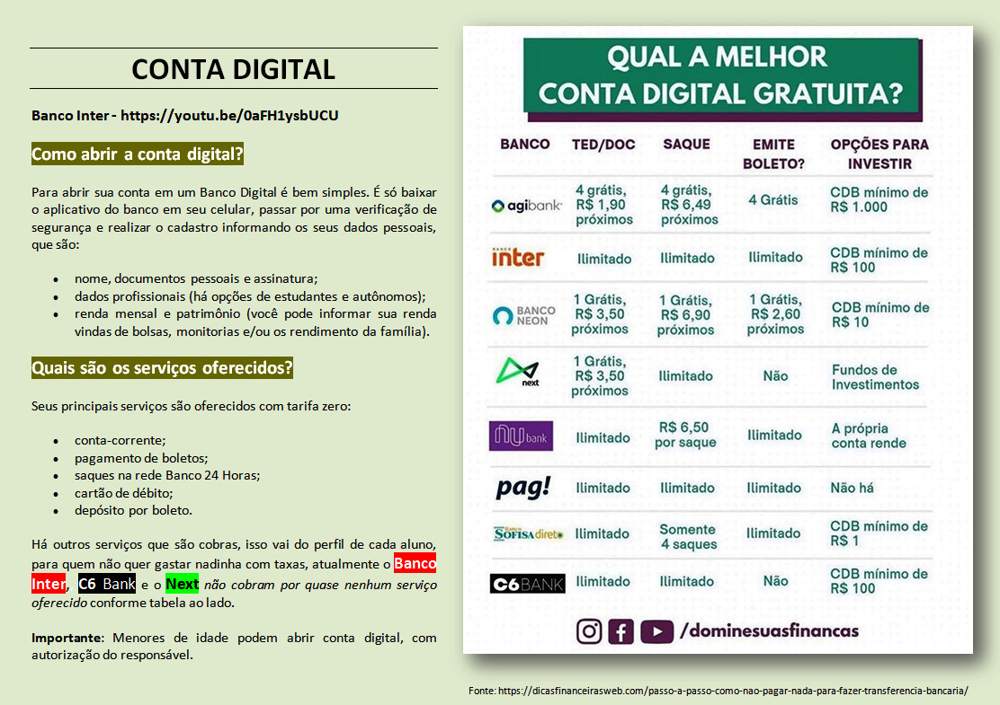 CONTA DIGITAL
Banco Inter - https://youtu.be/0aFH1ysbUCU
Como abrir a conta digital?
Para abrir sua conta em um Banco Digital é bem simples. É só baixar
o aplicativo do banco em seu celular, passar por uma verificação de
segurança e realizar o cadastro informando os seus dados pessoais,
que são:
• nome, documentos pessoais e assinatura;
• dados profissionais (há opções de estudantes e autônomos);
• renda mensal e patrimônio (você pode informar sua renda
vindas de bolsas, monitorias e/ou os rendimento da família).
Quais são os serviços oferecidos?
Seus principais serviços são oferecidos com tarifa zero:
• conta-corrente;
• pagamento de boletos;
• saques na rede Banco 24 Horas;
• cartão de débito;
• depósito por boleto.
Há outros serviços que são cobras, isso vai do perfil de cada aluno,
para quem não quer gastar nadinha com taxas, atualmente o Banco
Inter, C6 Bank e o Next não cobram por quase nenhum serviço
oferecido conforme tabela ao lado.
Importante: Menores de idade podem abrir conta digital, com
autorização do responsável.
QUAL A MELHOR
CONTA DIGITAL GRATUITA?
BANCO TED/DOC SAQUE EMITE BOLETO? OPÇÕES PARA INVESTIR
agibank 4 grátis, R$ 1,90 próximos 4 grátis, R$ 6,49 próximos 4 Grátis CDB mínimo de R$ 1.000
BANCO inter Ilimitado Ilimitado Ilimitado CDB mínimo de R$ 100
BANCO NEON 1 Grátis, R$ 3,50 próximos 1 Grátis, R$ 6,90 próximos 1 Grátis, R$ 2,60 próximos CDB mínimo de R$ 10
next 1 Grátis, R$ 3,50 próximos Ilimitado Não Fundos de Investimentos
nubank Ilimitado R$ 6,50 por saque Ilimitado A própria conta rende
pag! Ilimitado Ilimitado Ilimitado Não há
BANCO SOFISA direto Ilimitado Somente 4 saques Ilimitado CDB mínimo de R$ 1
C6BANK Ilimitado Ilimitado Não CDB mínimo de R$ 100
/dominesuasfinancas
Fonte: https://dicasfinanceirasweb.com/passo-a-passo-como-nao-pagar-nada-para-fazer-transferencia-bancaria/